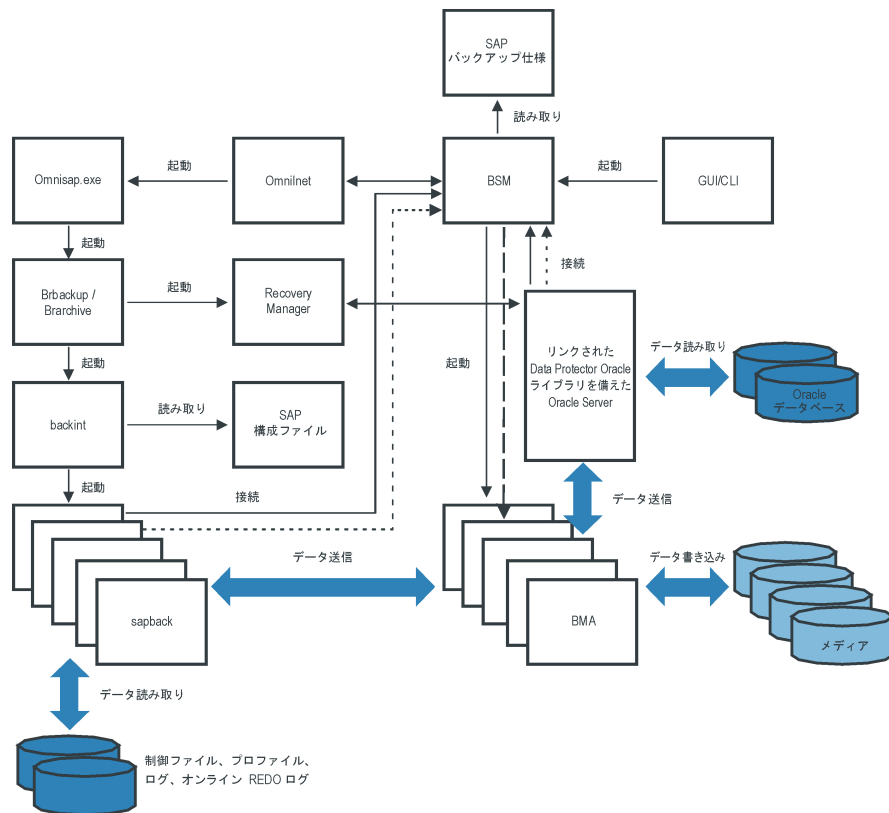 SAP
バックアップ仕様
読み取り
Omnisap.exe
起動
OmniInet
BSM
起動
GUI/CLI
起動
接続
Brbackup /
Brarchive
起動
Recovery
Manager
起動
リンクされた
Data Protector Oracle
ライブラリを備えた
Oracle Server
データ読み取り
Oracle
データベース
起動
backint
読み取り
SAP
構成ファイル
起動
接続
データ送信
データ送信
データ書き込み
sapback
BMA
メディア
データ読み取り
制御ファイル、プロファイル、
ログ、オンライン REDO ログ